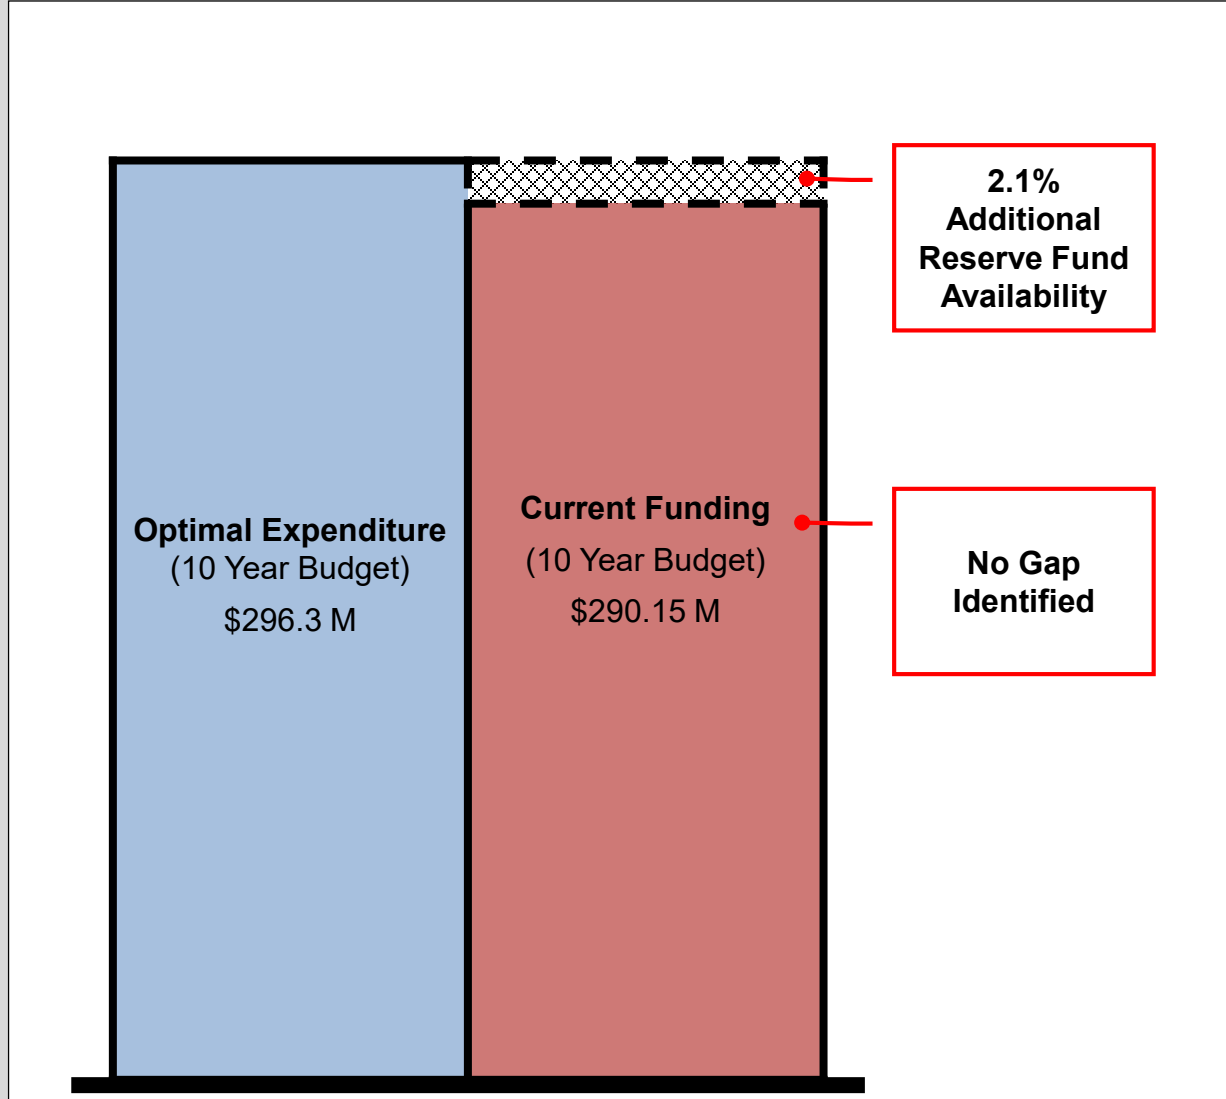 Optimal Expenditure
(10 Year Budget)
$296.3 M
Current Funding
(10 Year Budget)
$290.15 M
2.1%
Additional
Reserve Fund
Availability
No Gap
Identified